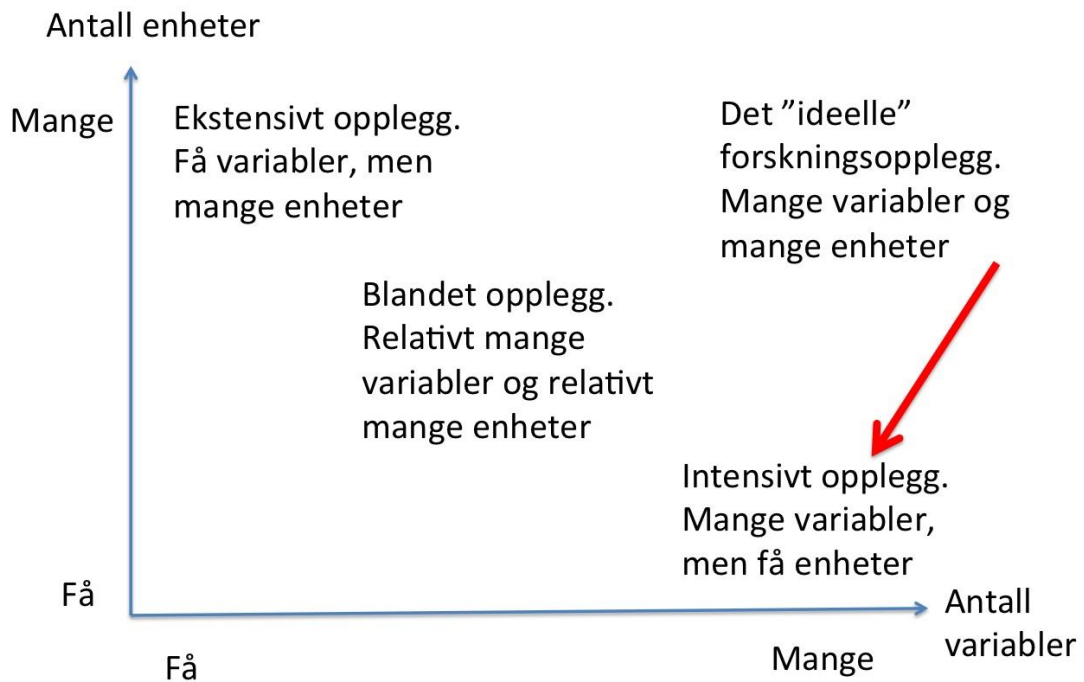 Antall enheter
Mange
Ekstensivt opplegg.
Få variabler, men
mange enheter
Det ”ideelle”
forskningsopplegg.
Mange variabler og
mange enheter
Blandet opplegg.
Relativt mange
variabler og relativt
mange enheter
Intensivt opplegg.
Mange variabler,
men få enheter
Få
Antall
variabler
Få
Mange